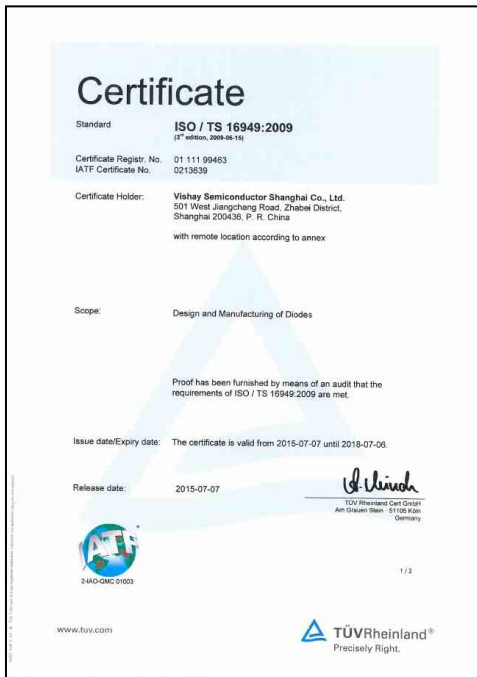 Certificate
Standard
ISO / TS 16949:2009
(3rd edition, 2009-06-15)
Certificate Registr. No. 01 111 99463
IATF Certificate No. 0213639
Certificate Holder: Vishay Semiconductor Shanghai Co., Ltd.
501 West Jiangchang Road, Zhabei District,
Shanghai 200436, P. R. China
with remote location according to annex
Scope: Design and Manufacturing of Diodes
Proof has been furnished by means of an audit that the
requirements of ISO / TS 16949:2009 are met.
Issue date/Expiry date: The certificate is valid from 2015-07-07 until 2018-07-06.
Release date: 2015-07-07
TÜV Rheinland Cert GmbH
Am Grauen Stein · 51105 Köln
Germany
IATF
2-IAO-QMC 01003
1 / 2
www.tuv.com
TÜVRheinland®
Precisely Right.